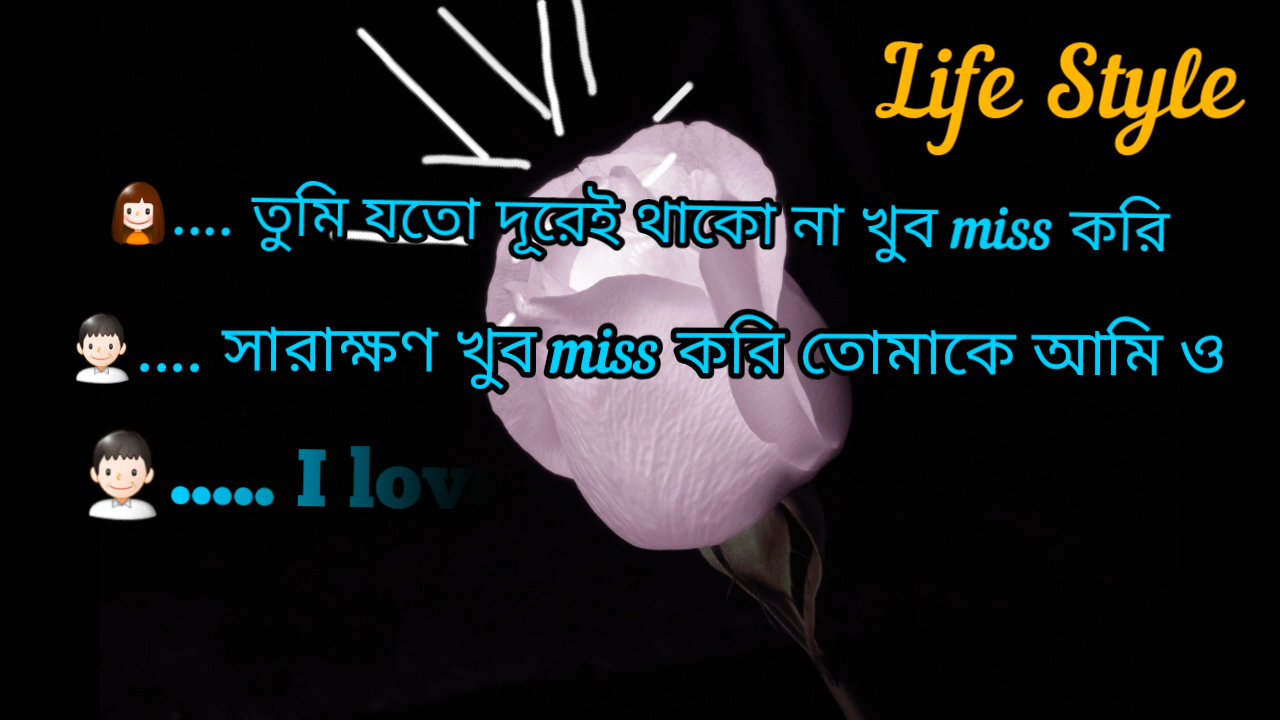 Life Style
👩.... তুমি যতো দূরেই থাকো না খুব miss করি
👦.... সারাক্ষণ খুব miss করি তোমাকে আমি ও
👦..... I lov